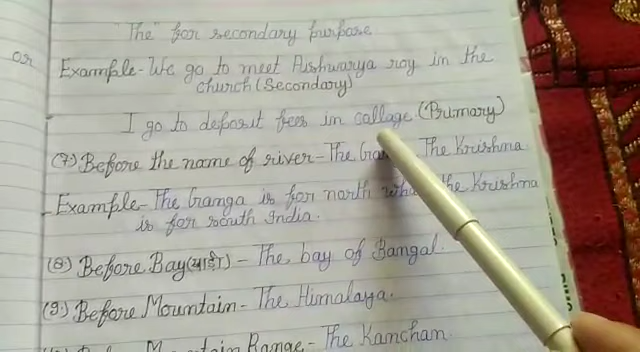 "The" for secondary purpose
or
Example- We go to meet Aishwarya roy in the
church (Secondary)
I go to deposit fees in callage. (Primary)
(7) Before the name of river- The The Krishna
Example- The Ganga is for north the Krishna
is for south India.
(8) Before Bay (खाड़ी) - The bay of Bangal.
(9) Before Mountain- The Himalaya.
Mountain Range- The Kanchan